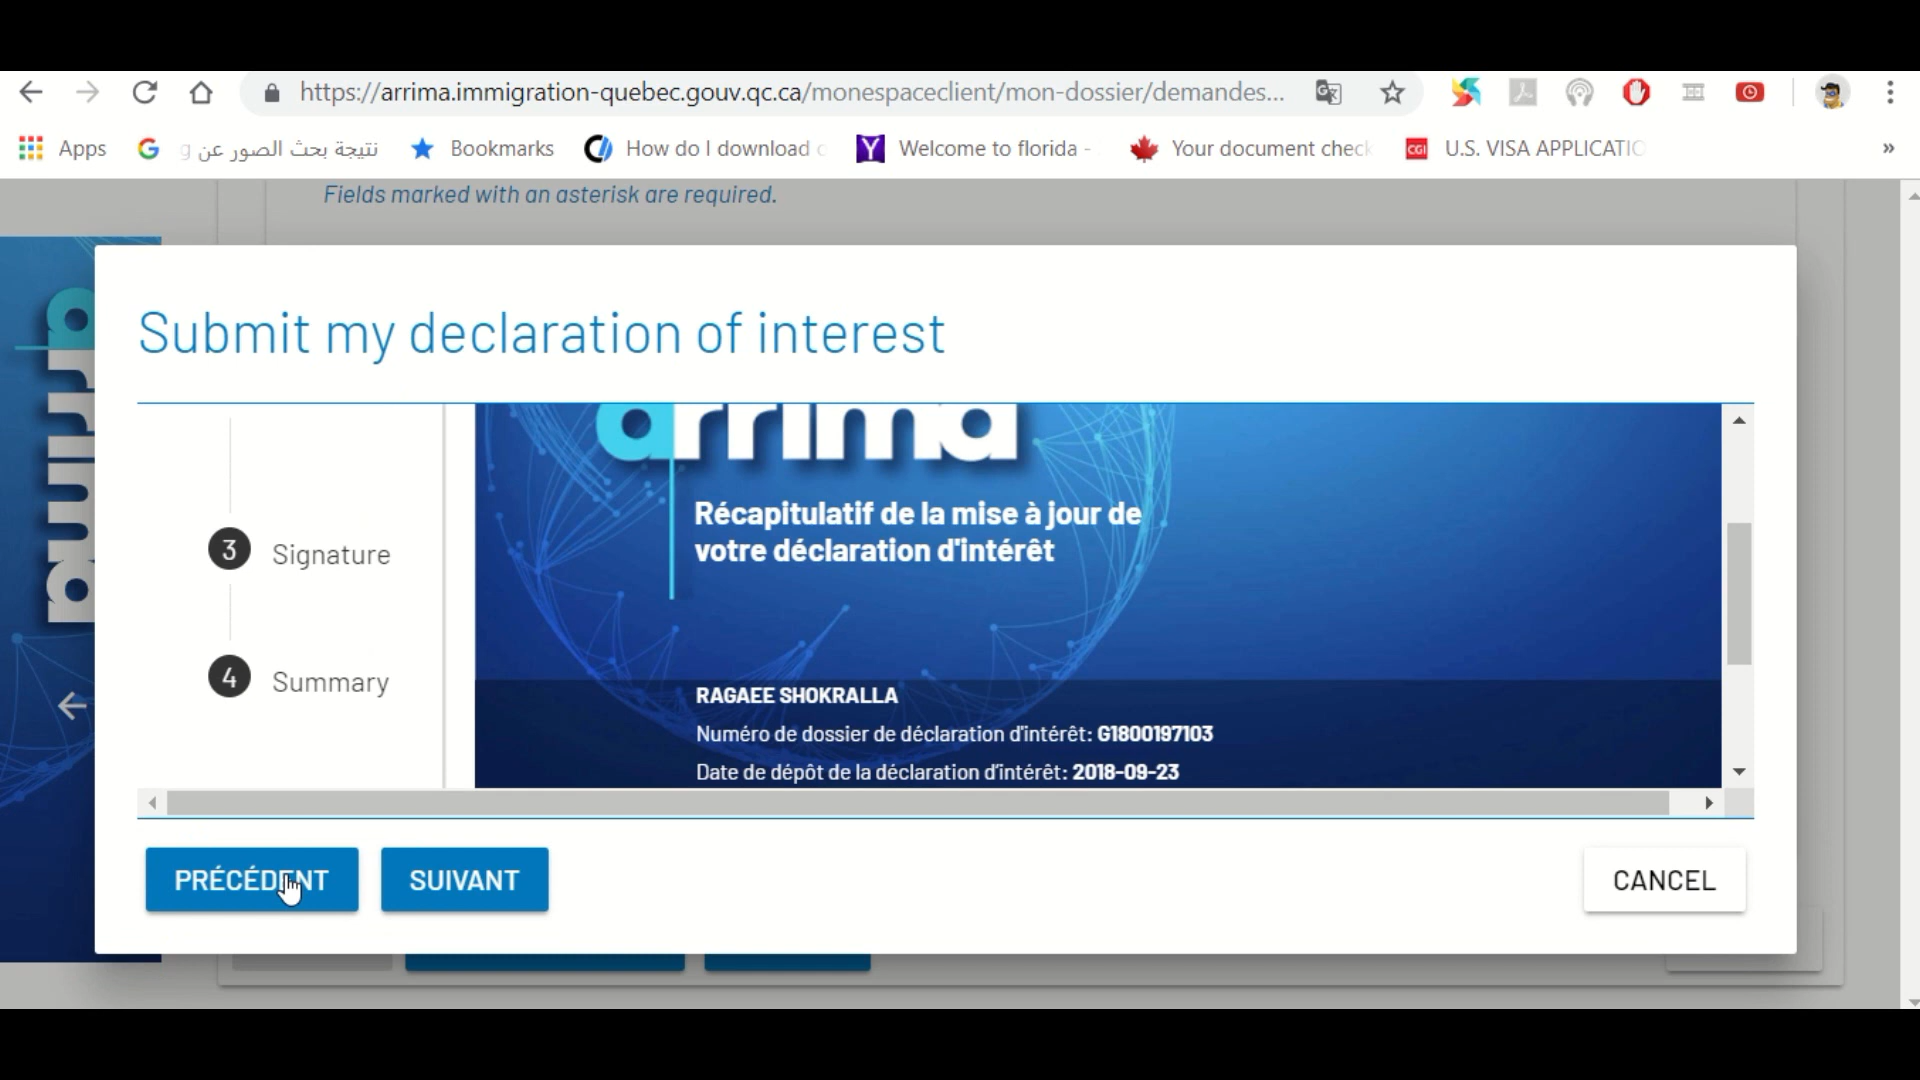 https://arrima.immigration-quebec.gouv.qc.ca/monespaceclient/mon-dossier/demandes...
Apps
نتيجة بحث الصور عن g
Bookmarks
How do I download
Welcome to florida -
Your document check
CGI
U.S. VISA APPLICATIO
»
Fields marked with an asterisk are required.
arrima
Submit my declaration of interest
arrima
Récapitulatif de la mise à jour de
votre déclaration d'intérêt
3 Signature
4 Summary
RAGAEE SHOKRALLA
Numéro de dossier de déclaration d'intérêt: G1800197103
Date de dépôt de la déclaration d'intérêt: 2018-09-23
PRÉCÉDENT
SUIVANT
CANCEL